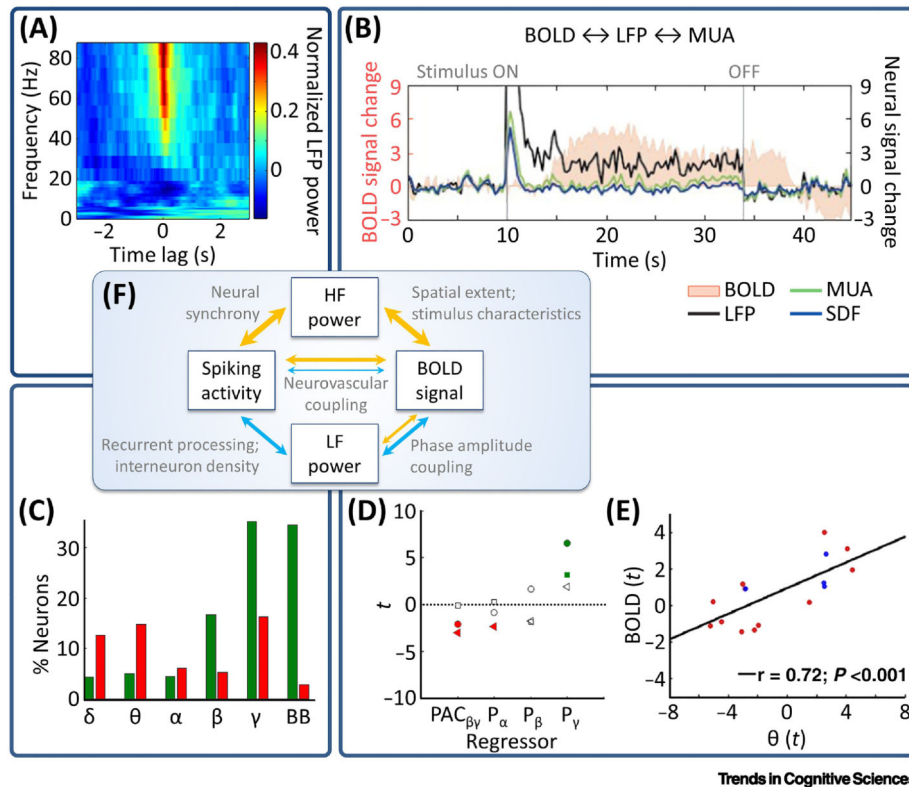 (A)
Frequency (Hz)
80
60
40
20
0
−2
0
2
Time lag (s)
0.4
0.2
0
Normalized LFP
power
(B)
BOLD ↔ LFP ↔ MUA
Stimulus ON
OFF
BOLD signal change
9
6
3
0
−3
9
6
3
0
−3
Neural signal
change
0
10
20
30
40
Time (s)
BOLD
MUA
LFP
SDF
(F)
Neural
synchrony
HF
power
Spatial extent;
stimulus characteristics
Spiking
activity
Neurovascular
coupling
BOLD
signal
Recurrent processing;
interneuron density
LF
power
Phase amplitude
coupling
(C)
% Neurons
30
20
10
0
δ
θ
α
β
γ
BB
(D)
t
10
5
0
−5
−10
PACβγ
Pα
Pβ
Pγ
Regressor
(E)
BOLD (t)
4
2
0
−2
−4
r = 0.72; P <0.001
−8
−4
0
4
8
θ (t)
Trends in Cognitive Sciences